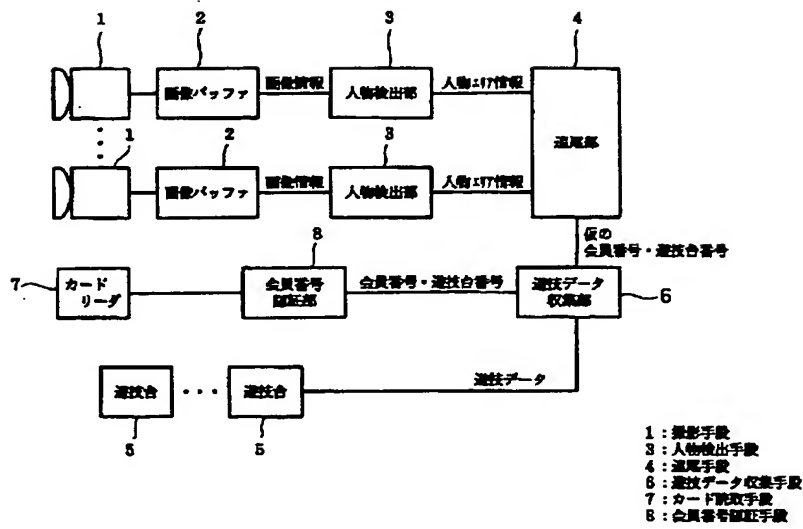 1
2
3
4
画像バッファ
画像情報
人物検出部
人物エリア情報
追尾部
1
2
3
画像バッファ
画像情報
人物検出部
人物エリア情報
仮の
会員番号・遊技台番号
8
7
カード
リーダ
会員番号
認証部
会員番号・遊技台番号
遊技データ
収集部
6
遊技台
・・・
遊技台
遊技データ
5
5
1：撮影手段
3：人物検出手段
4：追尾手段
6：遊技データ収集手段
7：カード読取手段
8：会員番号認証手段